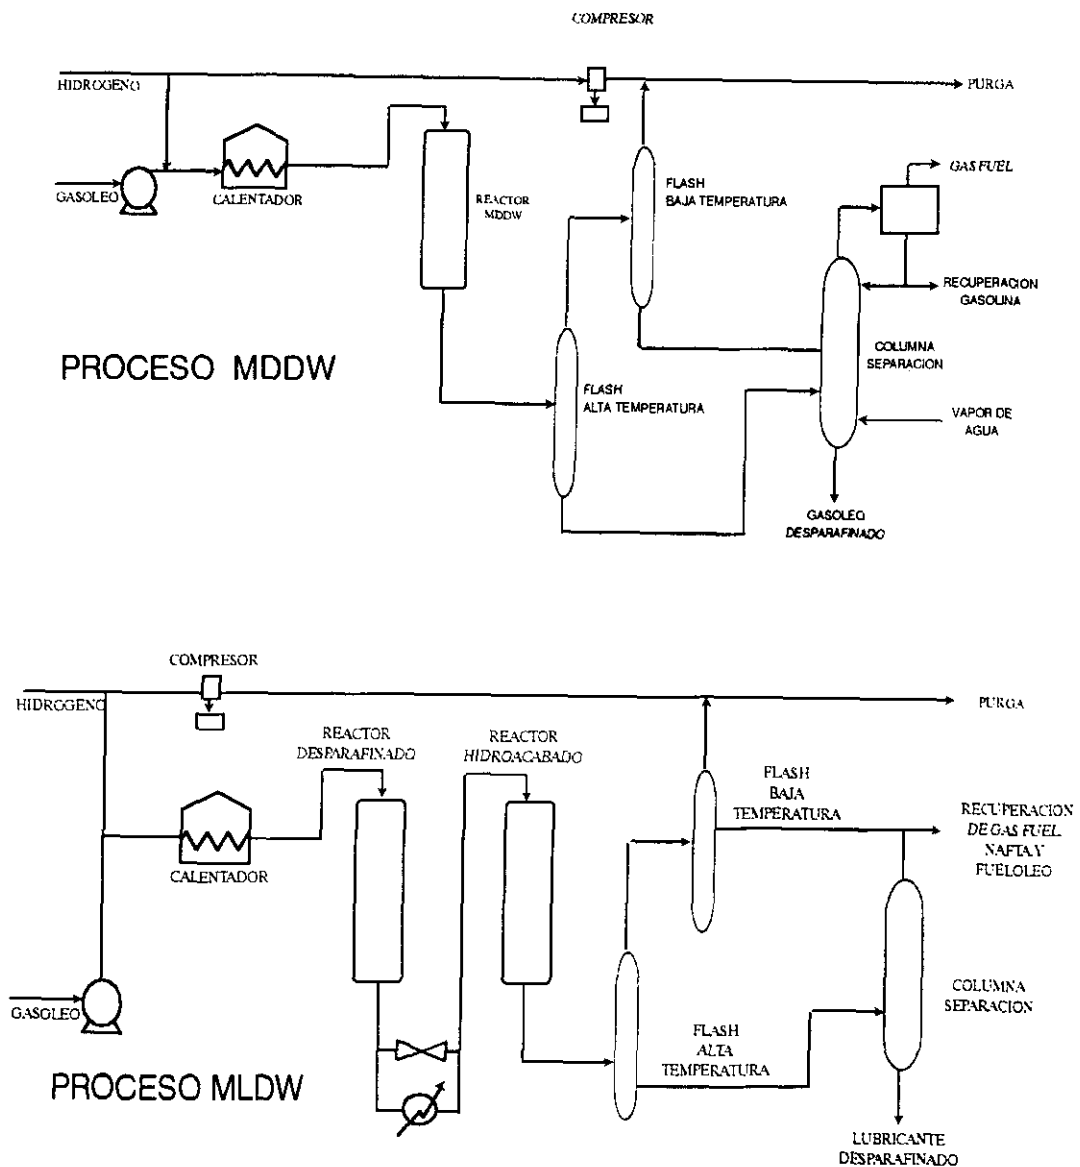 COMPRESOR
HIDROGENO
PURGA
GASOLEO
CALENTADOR
REACTOR
MDDW
FLASH
BAJA TEMPERATURA
GAS FUEL
RECUPERACION
GASOLINA
COLUMNA
SEPARACION
PROCESO MDDW
FLASH
ALTA TEMPERATURA
VAPOR DE
AGUA
GASOLEO
DESPARAFINADO
COMPRESOR
HIDROGENO
PURGA
REACTOR
DESPARAFINADO
REACTOR
HIDROACABADO
FLASH
BAJA
TEMPERATURA
RECUPERACION
DE GAS FUEL
NAFTA Y
FUELOLEO
CALENTADOR
GASOLEO
COLUMNA
SEPARACION
FLASH
ALTA
TEMPERATURA
PROCESO MLDW
LUBRICANTE
DESPARAFINADO